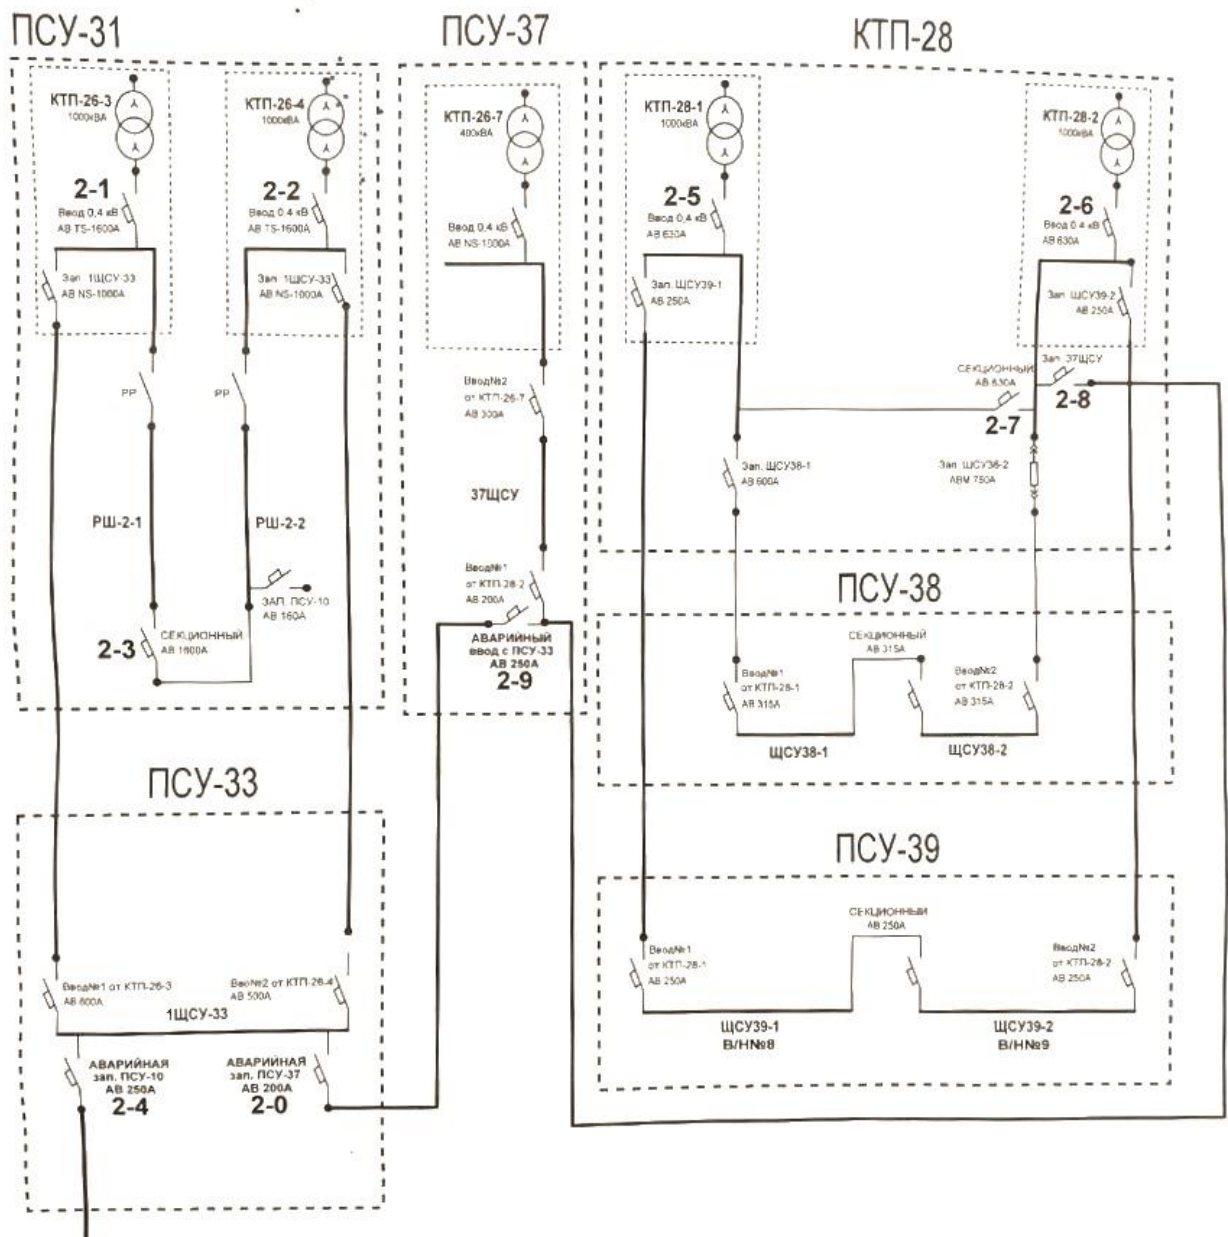 ПСУ-31
КТП-26-3
1000кВА
КТП-26-4
1000кВА
2-1
Ввод 0,4 кВ
АВ TS-1600А
2-2
Ввод 0,4 кВ
АВ TS-1600А
Зап. 1ЩСУ-33
АВ NS-1000А
Зап. 1ЩСУ-33
АВ NS-1000А
РР
РР
РШ-2-1
РШ-2-2
ЗАП. ПСУ-10
АВ 160А
2-3
СЕКЦИОННЫЙ
АВ 1600А
ПСУ-37
КТП-26-7
400кВА
Ввод 0,4 кВ
Ввод№2
от КТП-26-7
АВ 300А
37ЩСУ
Ввод№1
от КТП-28-2
АВ 200А
АВАРИЙНЫЙ
ввод с ПСУ-33
АВ 250А
2-9
КТП-28
КТП-28-1
1000кВА
КТП-28-2
1000кВА
2-5
Ввод 0,4 кВ
АВ 630А
2-6
Ввод 0,4 кВ
АВ 630А
Зап. ЩСУ39-1
АВ 250А
Зап. ЩСУ39-2
АВ 250А
СЕКЦИОННЫЙ
АВ 630А
2-7
Зап. 37ЩСУ
2-8
Зап. ЩСУ38-1
АВ 600А
Зап. ЩСУ38-2
АВМ 750А
ПСУ-38
СЕКЦИОННЫЙ
АВ 315А
Ввод№1
от КТП-28-1
АВ 315А
Ввод№2
от КТП-28-2
АВ 315А
ЩСУ38-1
ЩСУ38-2
ПСУ-33
Ввод№1 от КТП-26-3
АВ 600А
Ввод№2 от КТП-26-4
АВ 500А
1ЩСУ-33
АВАРИЙНАЯ
зап. ПСУ-10
АВ 250А
2-4
АВАРИЙНАЯ
зап. ПСУ-37
АВ 200А
2-0
ПСУ-39
СЕКЦИОННЫЙ
АВ 250А
Ввод№1
от КТП-28-1
АВ 250А
Ввод№2
от КТП-28-2
АВ 250А
ЩСУ39-1
В/Н№8
ЩСУ39-2
В/Н№9